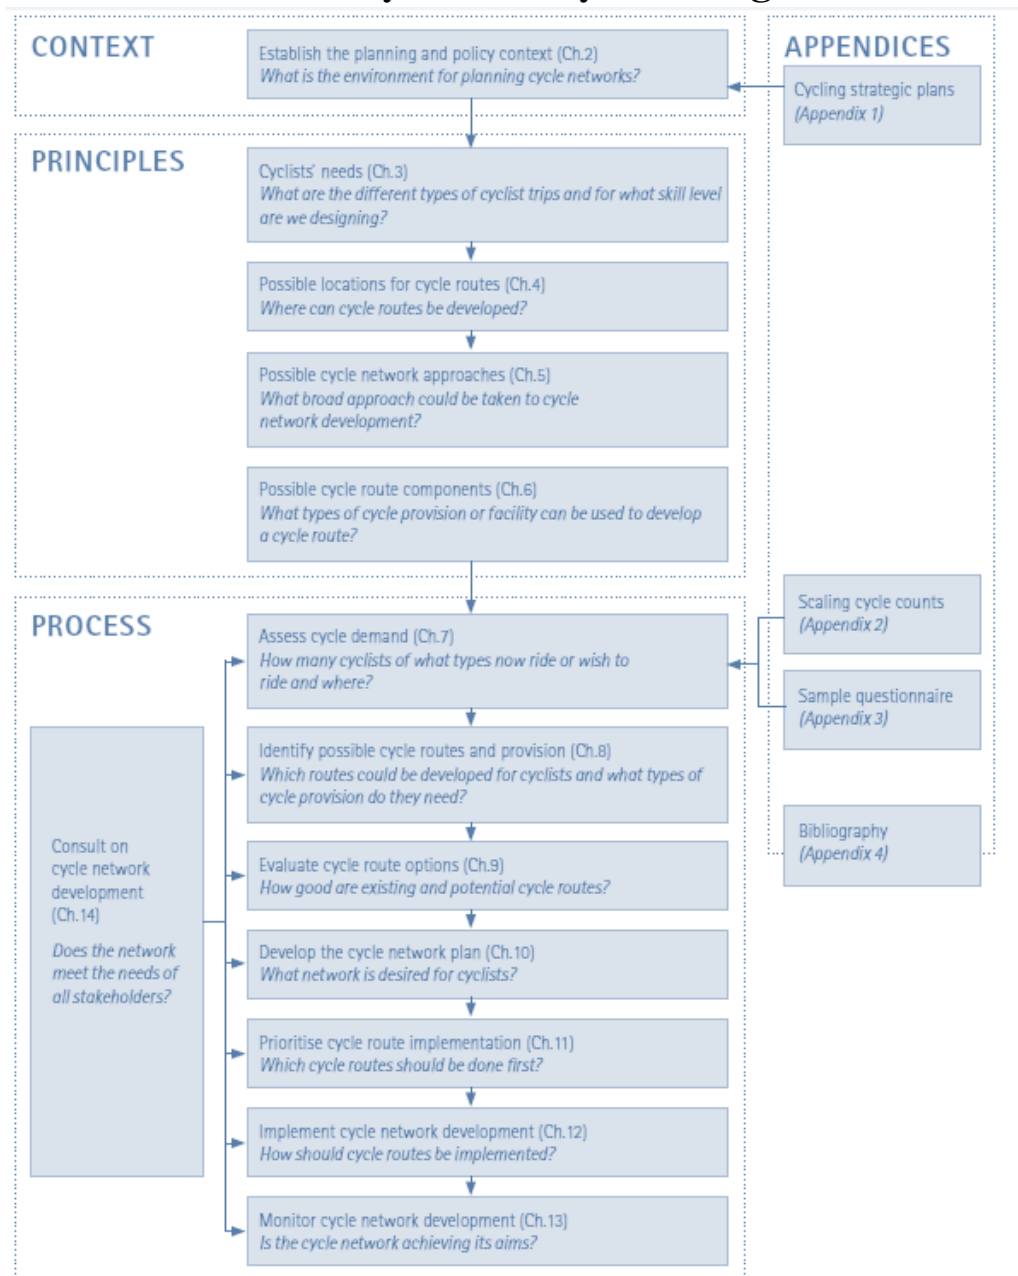 CONTEXT
Establish the planning and policy context (Ch.2)
What is the environment for planning cycle networks?
APPENDICES
Cycling strategic plans
(Appendix 1)
PRINCIPLES
Cyclists' needs (Ch.3)
What are the different types of cyclist trips and for what skill level
are we designing?
Possible locations for cycle routes (Ch.4)
Where can cycle routes be developed?
Possible cycle network approaches (Ch.5)
What broad approach could be taken to cycle
network development?
Possible cycle route components (Ch.6)
What types of cycle provision or facility can be used to develop
a cycle route?
Scaling cycle counts
(Appendix 2)
Sample questionnaire
(Appendix 3)
Bibliography
(Appendix 4)
PROCESS
Assess cycle demand (Ch.7)
How many cyclists of what types now ride or wish to
ride and where?
Identify possible cycle routes and provision (Ch.8)
Which routes could be developed for cyclists and what types of
cycle provision do they need?
Evaluate cycle route options (Ch.9)
How good are existing and potential cycle routes?
Develop the cycle network plan (Ch.10)
What network is desired for cyclists?
Prioritise cycle route implementation (Ch.11)
Which cycle routes should be done first?
Implement cycle network development (Ch.12)
How should cycle routes be implemented?
Monitor cycle network development (Ch.13)
Is the cycle network achieving its aims?
Consult on
cycle network
development
(Ch.14)
Does the network
meet the needs of
all stakeholders?